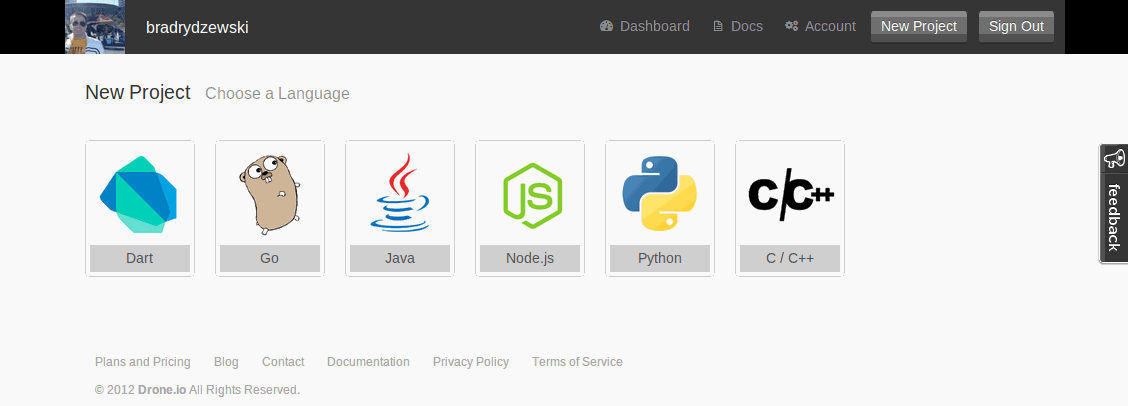 bradrydzewski Dashboard Docs Account New Project Sign Out
New Project Choose a Language
JS C/C++
Dart Go Java Node.js Python C / C++
feedback
Plans and Pricing Blog Contact Documentation Privacy Policy Terms of Service
© 2012 Drone.io All Rights Reserved.